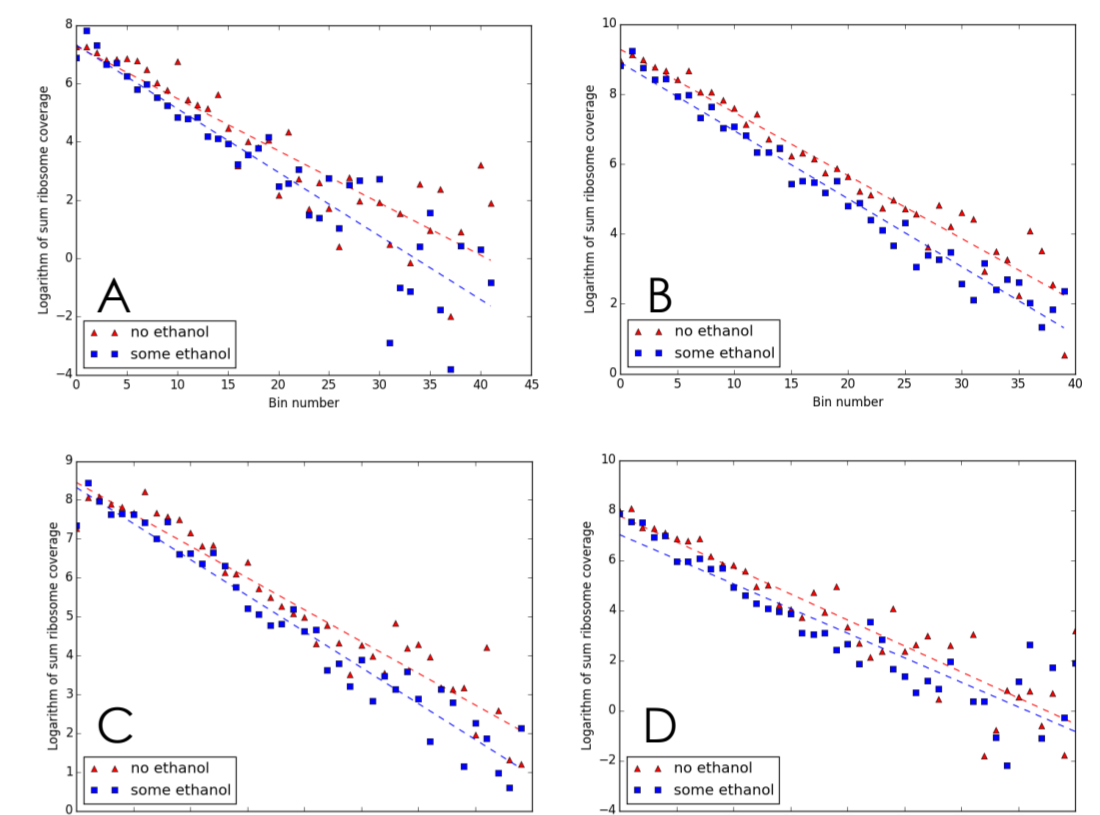 8
6
4
2
0
−2
−4
Logarithm of sum ribosome coverage
A
no ethanol
some ethanol
0 5 10 15 20 25 30 35 40 45
Bin number
10
8
6
4
2
0
Logarithm of sum ribosome coverage
B
no ethanol
some ethanol
0 5 10 15 20 25 30 35 40
Bin number
9
8
7
6
5
4
3
2
1
0
Logarithm of sum ribosome coverage
C
no ethanol
some ethanol
10
8
6
4
2
0
−2
−4
Logarithm of sum ribosome coverage
D
no ethanol
some ethanol